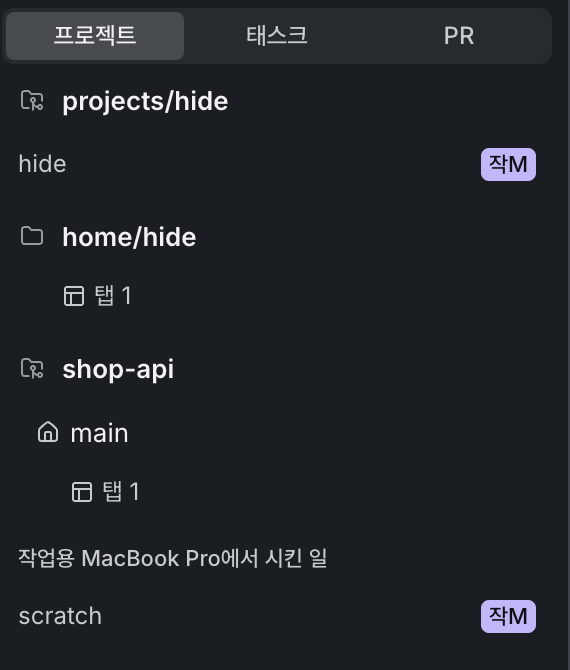 프로젝트 태스크 PR
projects/hide
hide 작M
home/hide
탭 1
shop-api
main
탭 1
작업용 MacBook Pro에서 시킨 일
scratch 작M